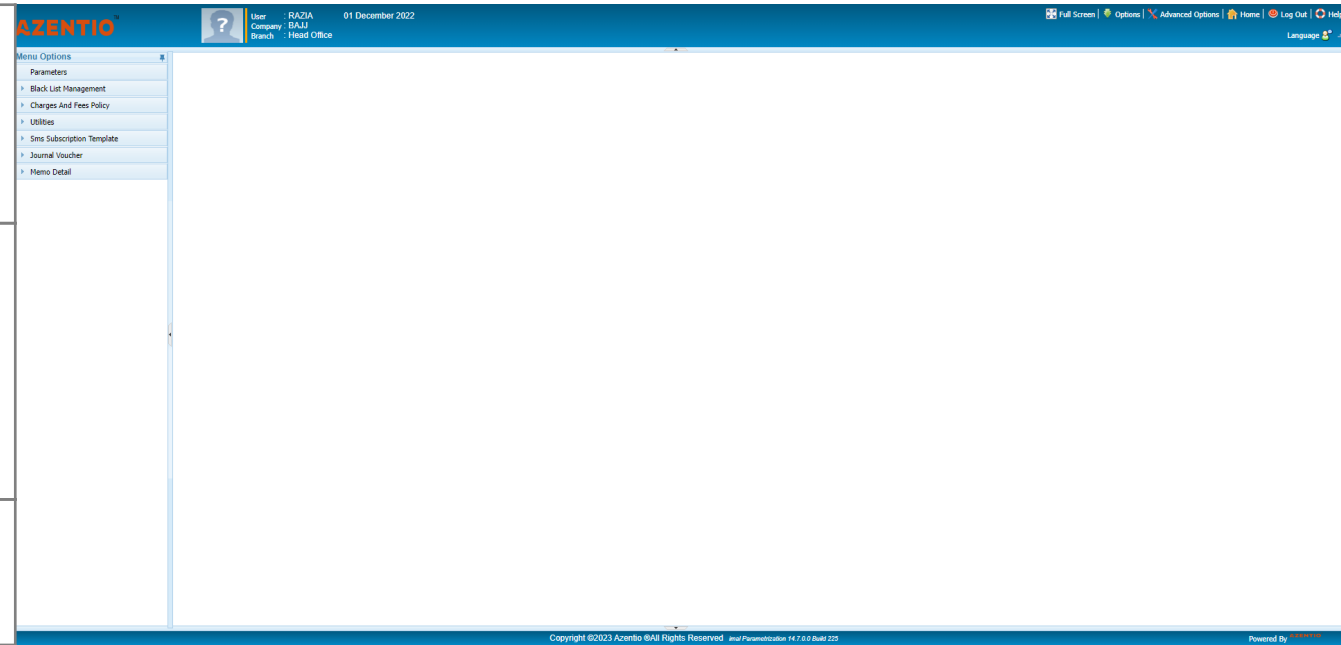 AZENTIO
?
User : RAZIA 01 December 2022
Company : BAJJ
Branch : Head Office
Full Screen | Options | Advanced Options | Home | Log Out | Help
Language
Menu Options
Parameters
Black List Management
Charges And Fees Policy
Utilities
Sms Subscription Template
Journal Voucher
Memo Detail
Copyright ©2023 Azentio ®All Rights Reserved imal Parametrization 14.7.0.0 Build 225
Powered By AZENTIO